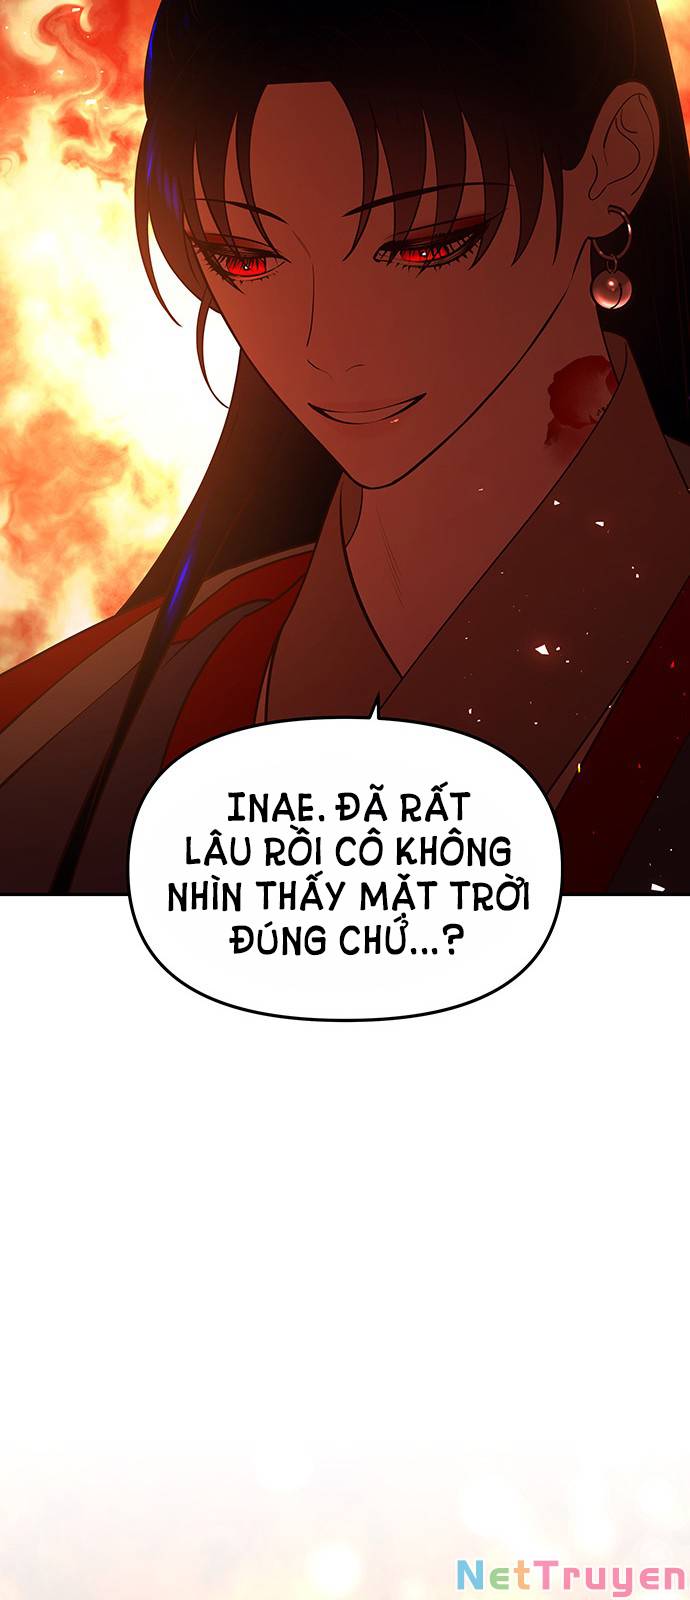 INAE. ĐÃ RẤT
LÂU RỒI CÔ KHÔNG
NHÌN THẤY MẶT TRỜI
ĐÚNG CHỨ...?
NetTruyen